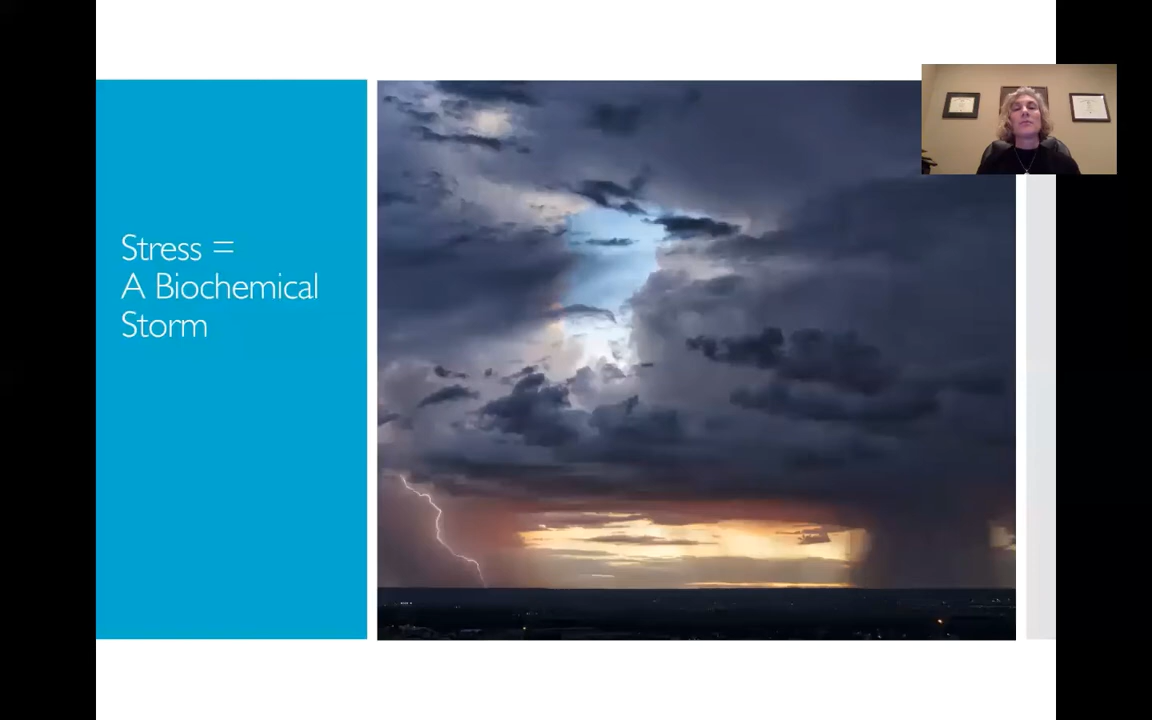 Stress =
A Biochemical
Storm